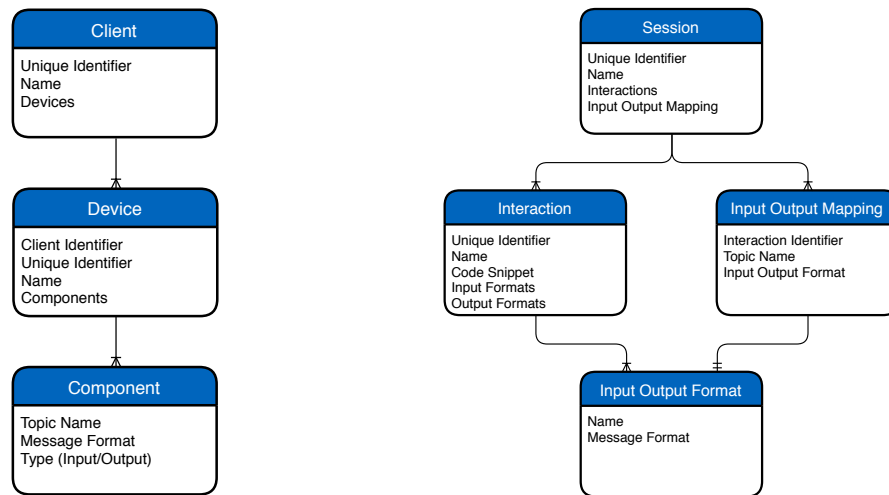 Client
Unique Identifier
Name
Devices
Device
Client Identifier
Unique Identifier
Name
Components
Component
Topic Name
Message Format
Type (Input/Output)
Session
Unique Identifier
Name
Interactions
Input Output Mapping
Interaction
Unique Identifier
Name
Code Snippet
Input Formats
Output Formats
Input Output Mapping
Interaction Identifier
Topic Name
Input Output Format
Input Output Format
Name
Message Format